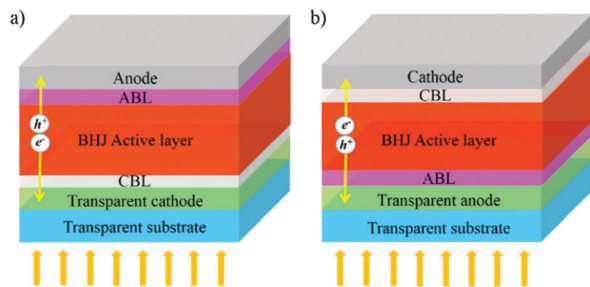 a)
Anode
ABL
h⁺
e⁻
BHJ Active layer
CBL
Transparent cathode
Transparent substrate
b)
Cathode
CBL
e⁻
h⁺
BHJ Active layer
ABL
Transparent anode
Transparent substrate